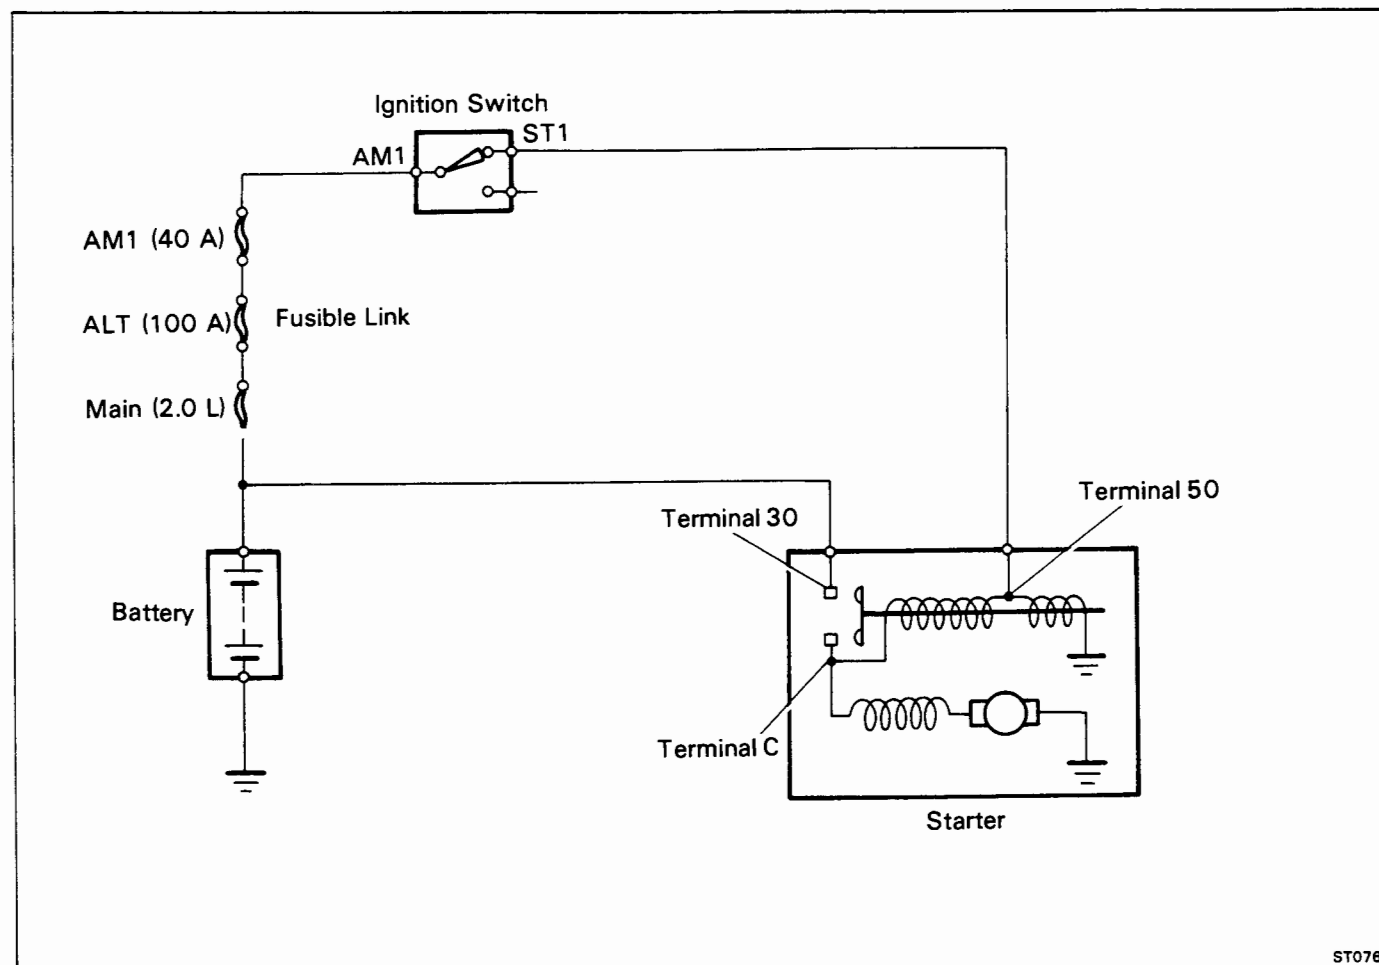 Ignition Switch
ST1
AM1
AM1 (40 A)
ALT (100 A)
Fusible Link
Main (2.0 L)
Terminal 50
Terminal 30
Battery
Terminal C
Starter
ST076